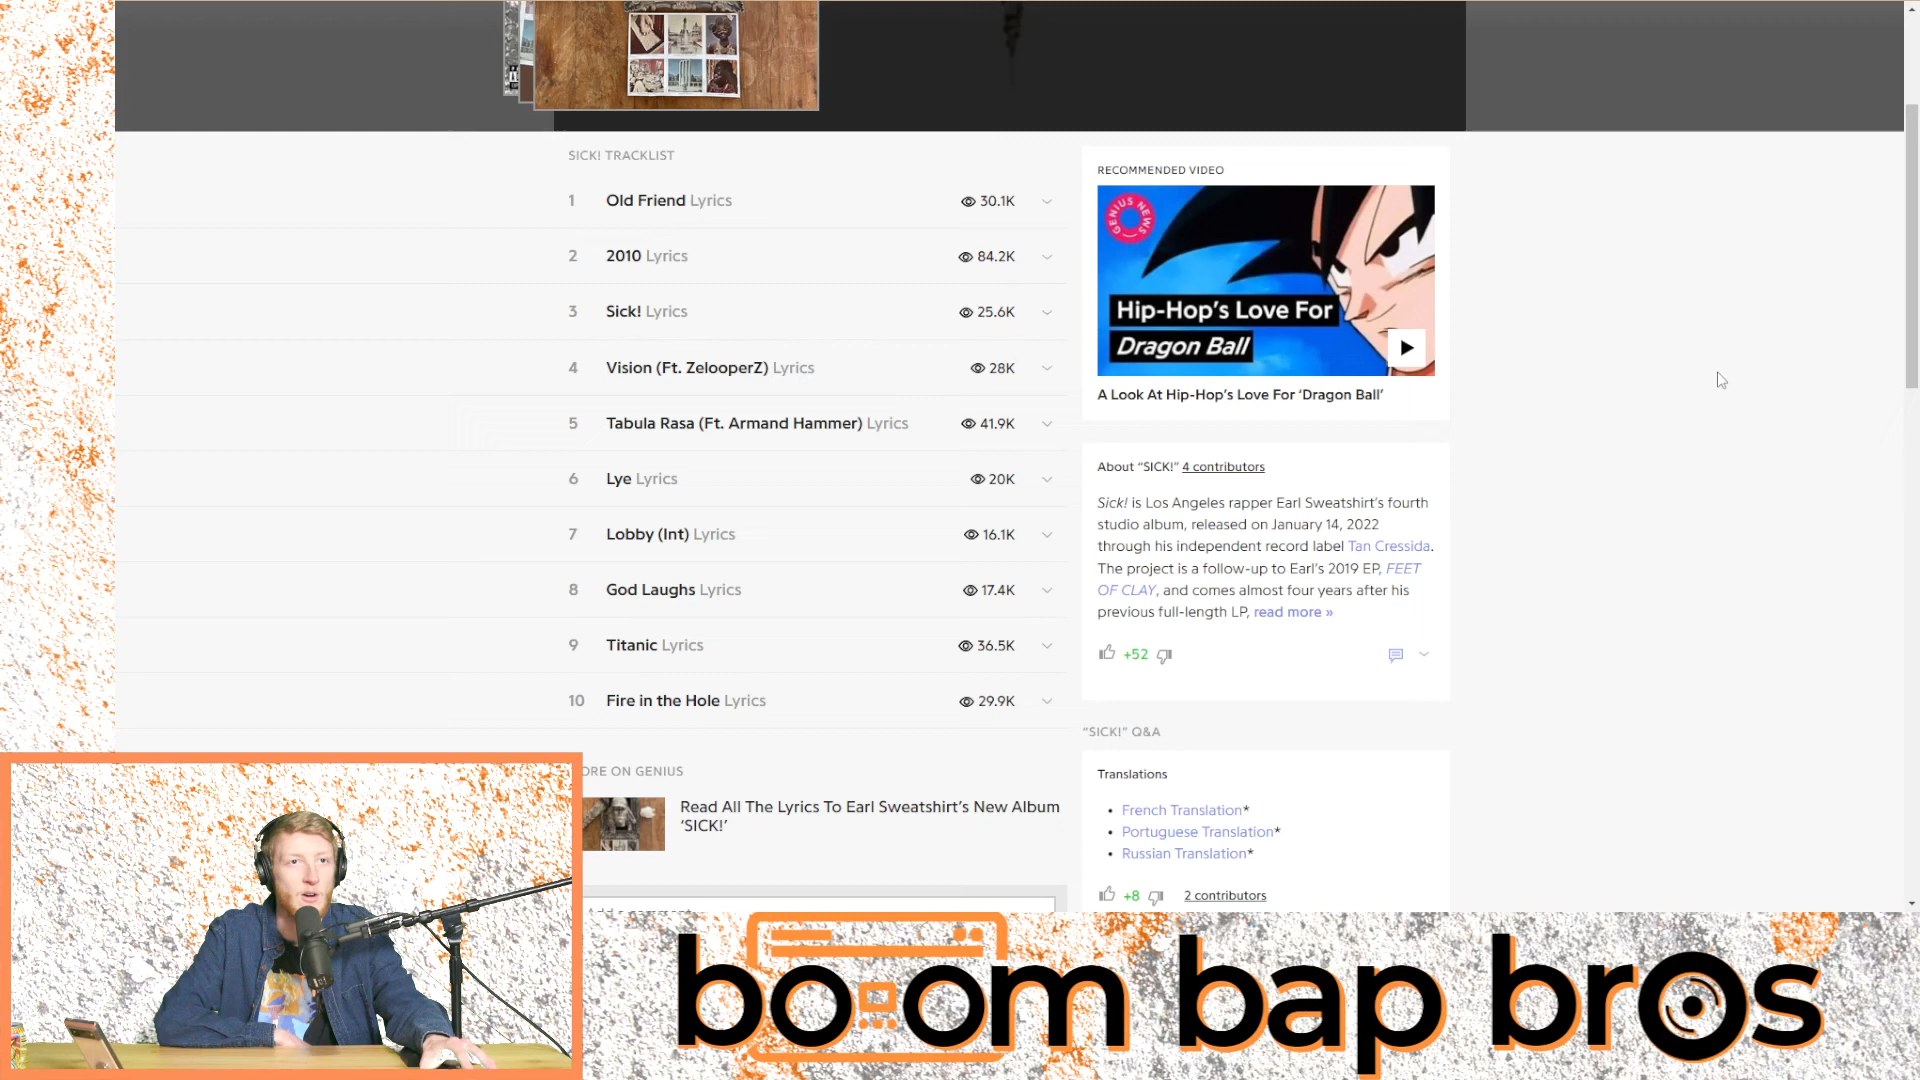 SICK! TRACKLIST
1 Old Friend Lyrics 30.1K
2 2010 Lyrics 84.2K
3 Sick! Lyrics 25.6K
4 Vision (Ft. ZelooperZ) Lyrics 28K
5 Tabula Rasa (Ft. Armand Hammer) Lyrics 41.9K
6 Lye Lyrics 20K
7 Lobby (Int) Lyrics 16.1K
8 God Laughs Lyrics 17.4K
9 Titanic Lyrics 36.5K
10 Fire in the Hole Lyrics 29.9K
ORE ON GENIUS
Read All The Lyrics To Earl Sweatshirt's New Album
'SICK!'
RECOMMENDED VIDEO
GENIUS NEWS
Hip-Hop's Love For
Dragon Ball
A Look At Hip-Hop's Love For 'Dragon Ball'
About “SICK!” 4 contributors
Sick! is Los Angeles rapper Earl Sweatshirt's fourth
studio album, released on January 14, 2022
through his independent record label Tan Cressida.
The project is a follow-up to Earl's 2019 EP, FEET
OF CLAY, and comes almost four years after his
previous full-length LP, read more »
+52
“SICK!” Q&A
Translations
• French Translation*
• Portuguese Translation*
• Russian Translation*
+8 2 contributors
boom bap bros